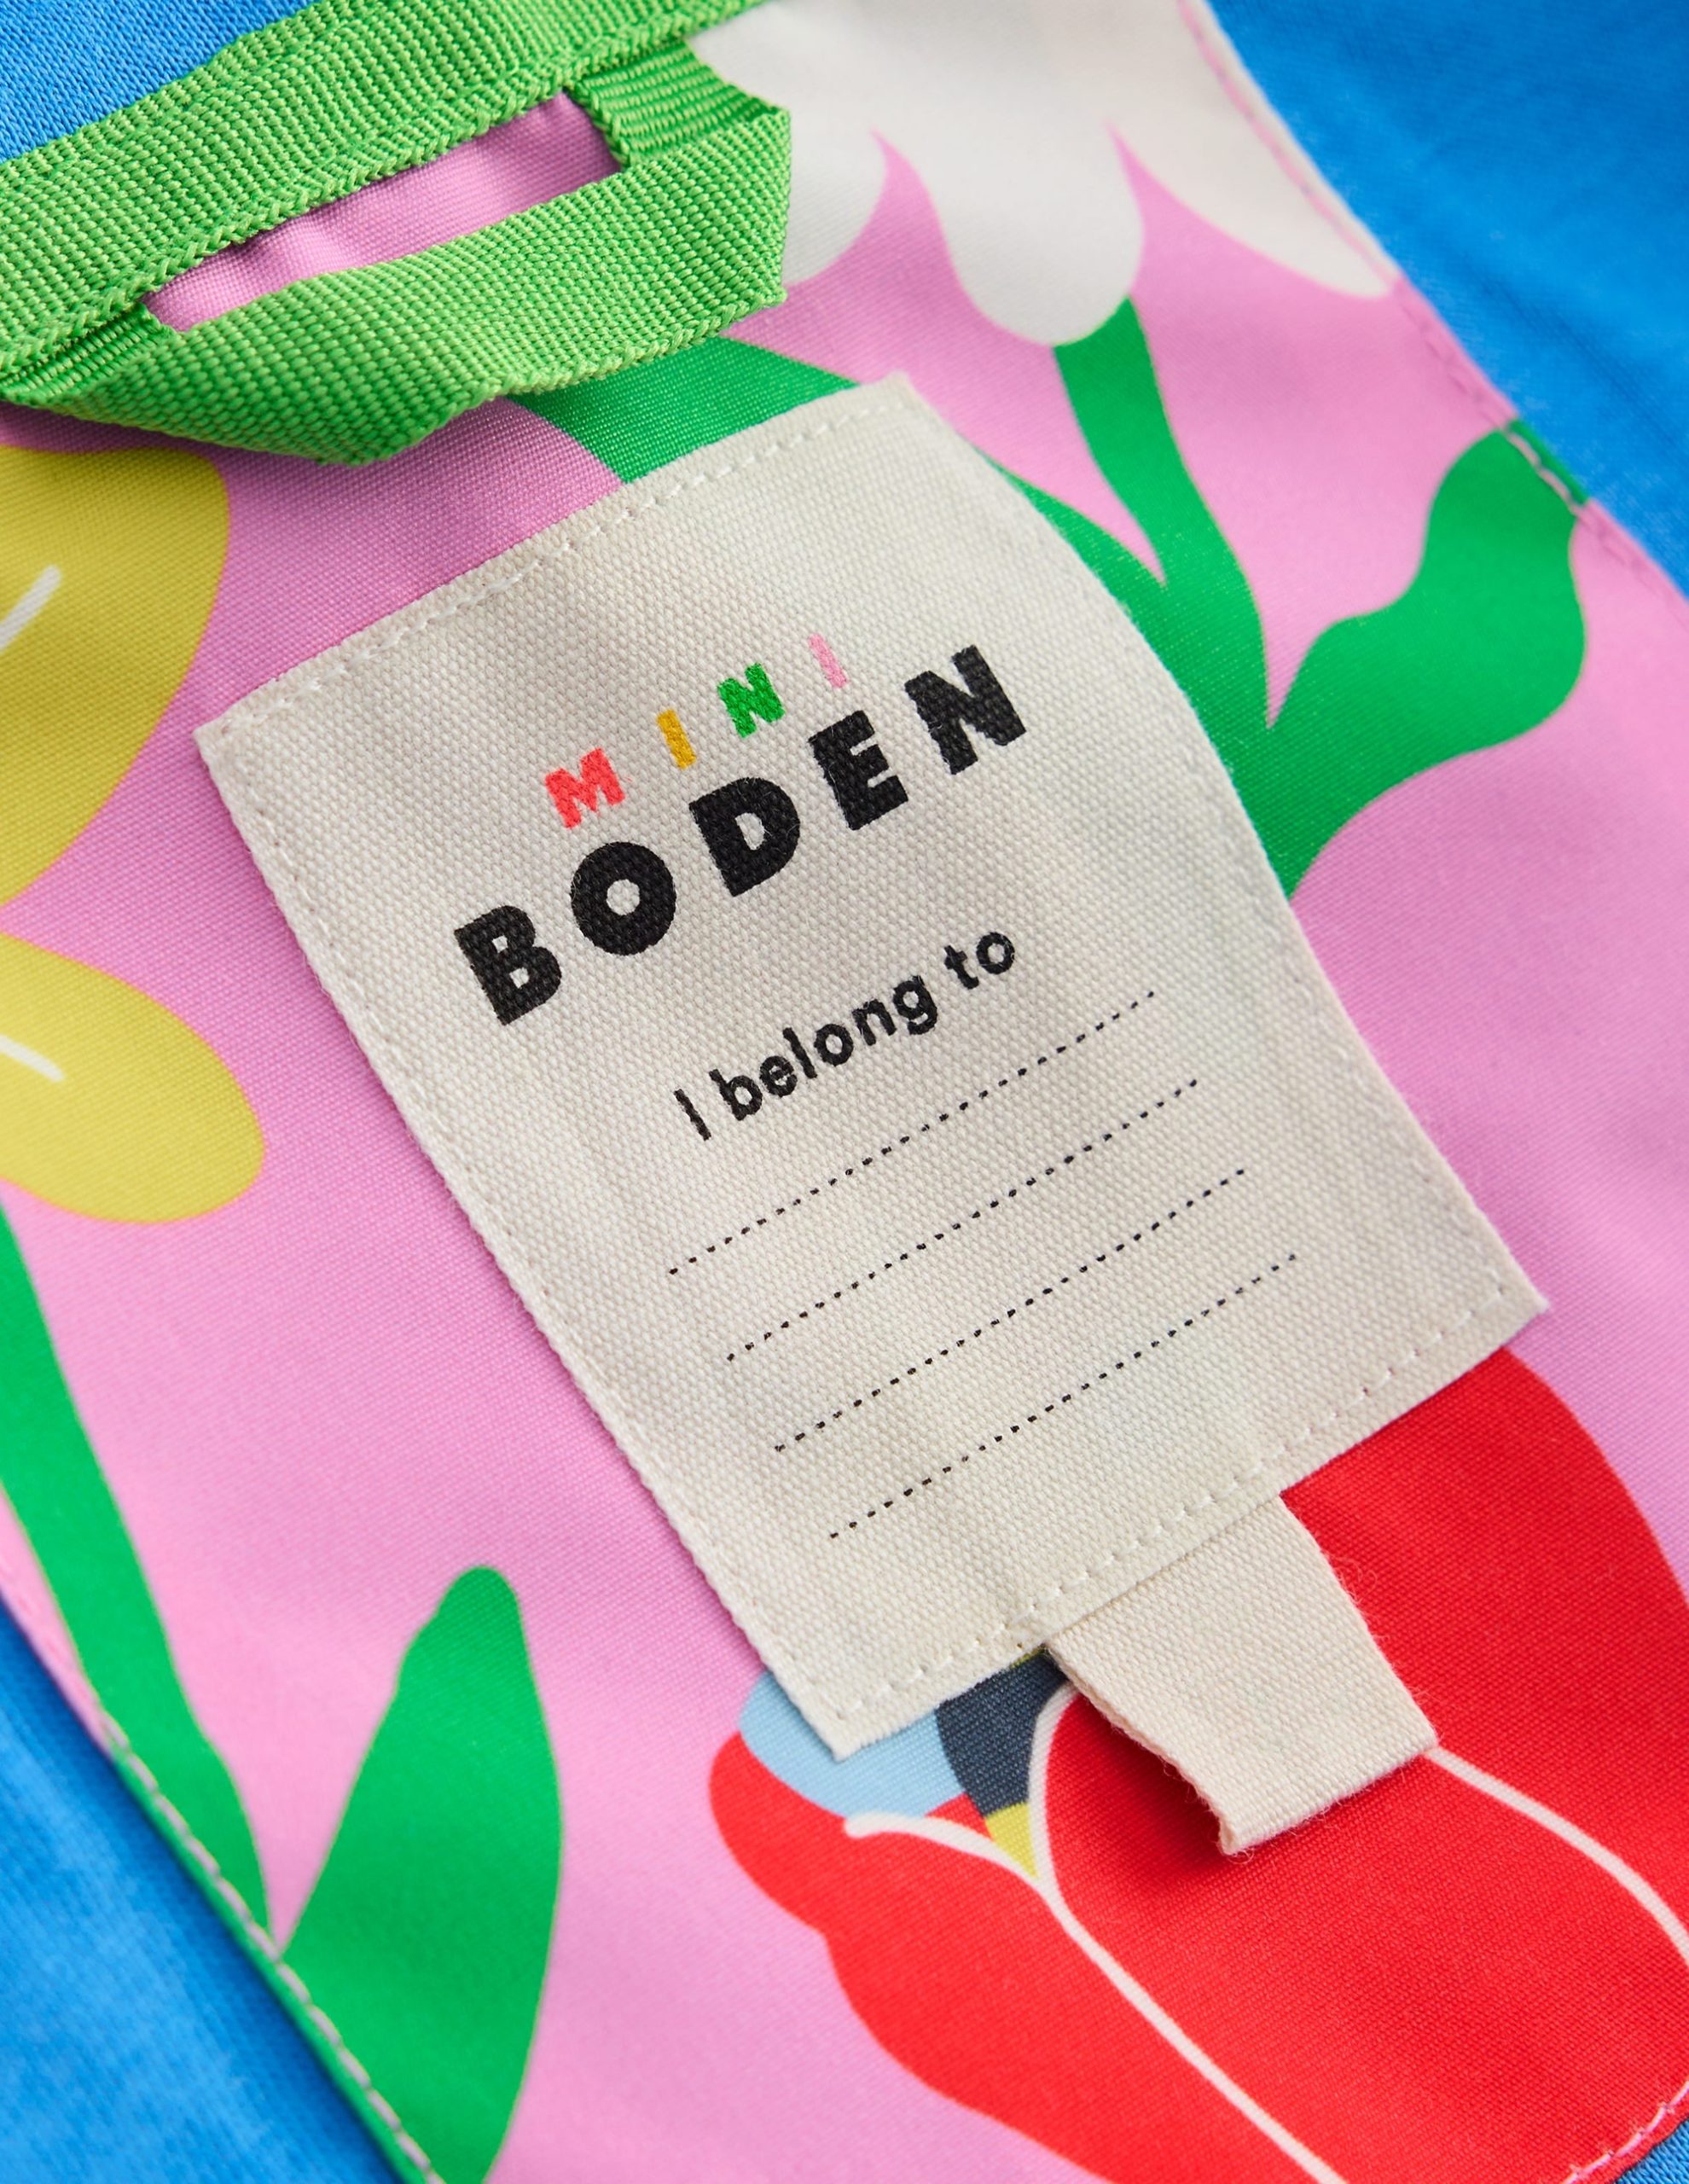 MINI
BODEN
I belong to